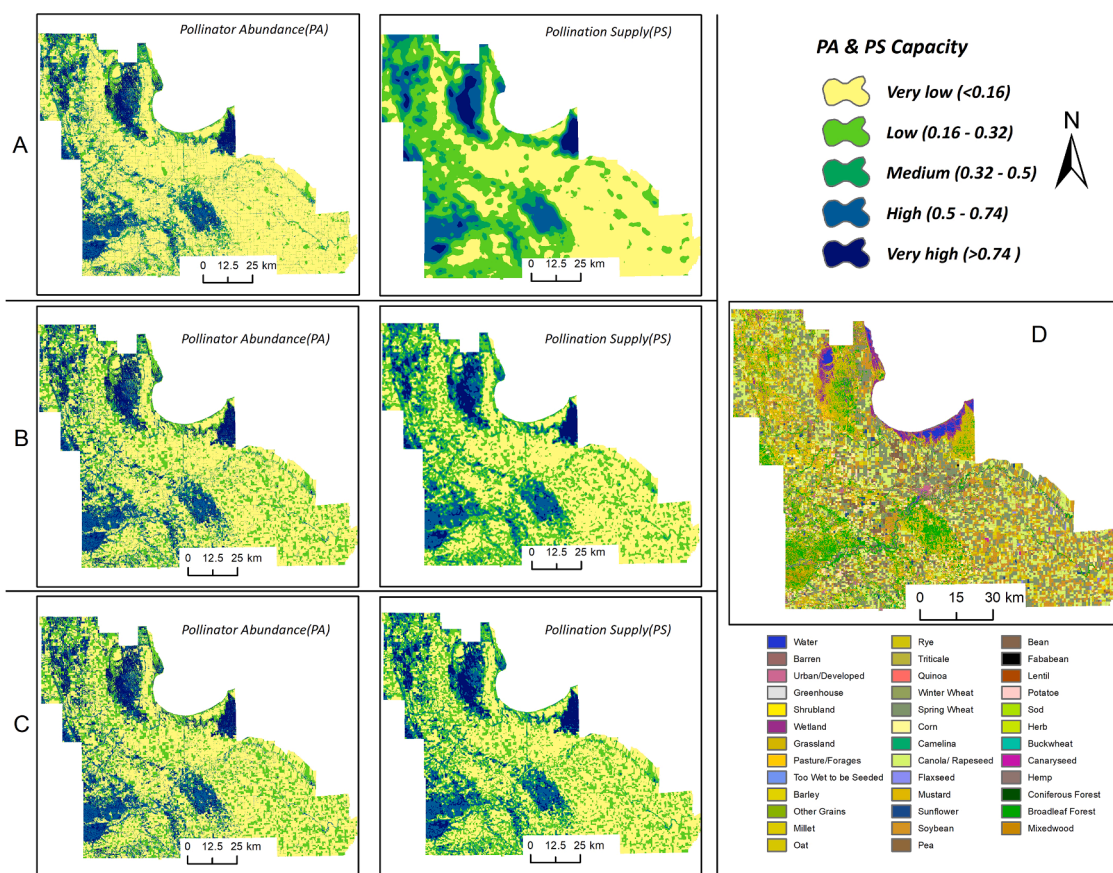 Pollinator Abundance(PA)
Pollination Supply(PS)
A
0 12.5 25 km
0 12.5 25 km
PA & PS Capacity
Very low (<0.16)
Low (0.16 - 0.32)
Medium (0.32 - 0.5)
High (0.5 - 0.74)
Very high (>0.74 )
N
Pollinator Abundance(PA)
Pollination Supply(PS)
B
0 12.5 25 km
0 12.5 25 km
D
0 15 30 km
Pollinator Abundance(PA)
Pollination Supply(PS)
C
0 12.5 25 km
0 12.5 25 km
Water
Barren
Urban/Developed
Greenhouse
Shrubland
Wetland
Grassland
Pasture/Forages
Too Wet to be Seeded
Barley
Other Grains
Millet
Oat
Rye
Triticale
Quinoa
Winter Wheat
Spring Wheat
Corn
Camelina
Canola/ Rapeseed
Flaxseed
Mustard
Sunflower
Soybean
Pea
Bean
Fababean
Lentil
Potatoe
Sod
Herb
Buckwheat
Canaryseed
Hemp
Coniferous Forest
Broadleaf Forest
Mixedwood